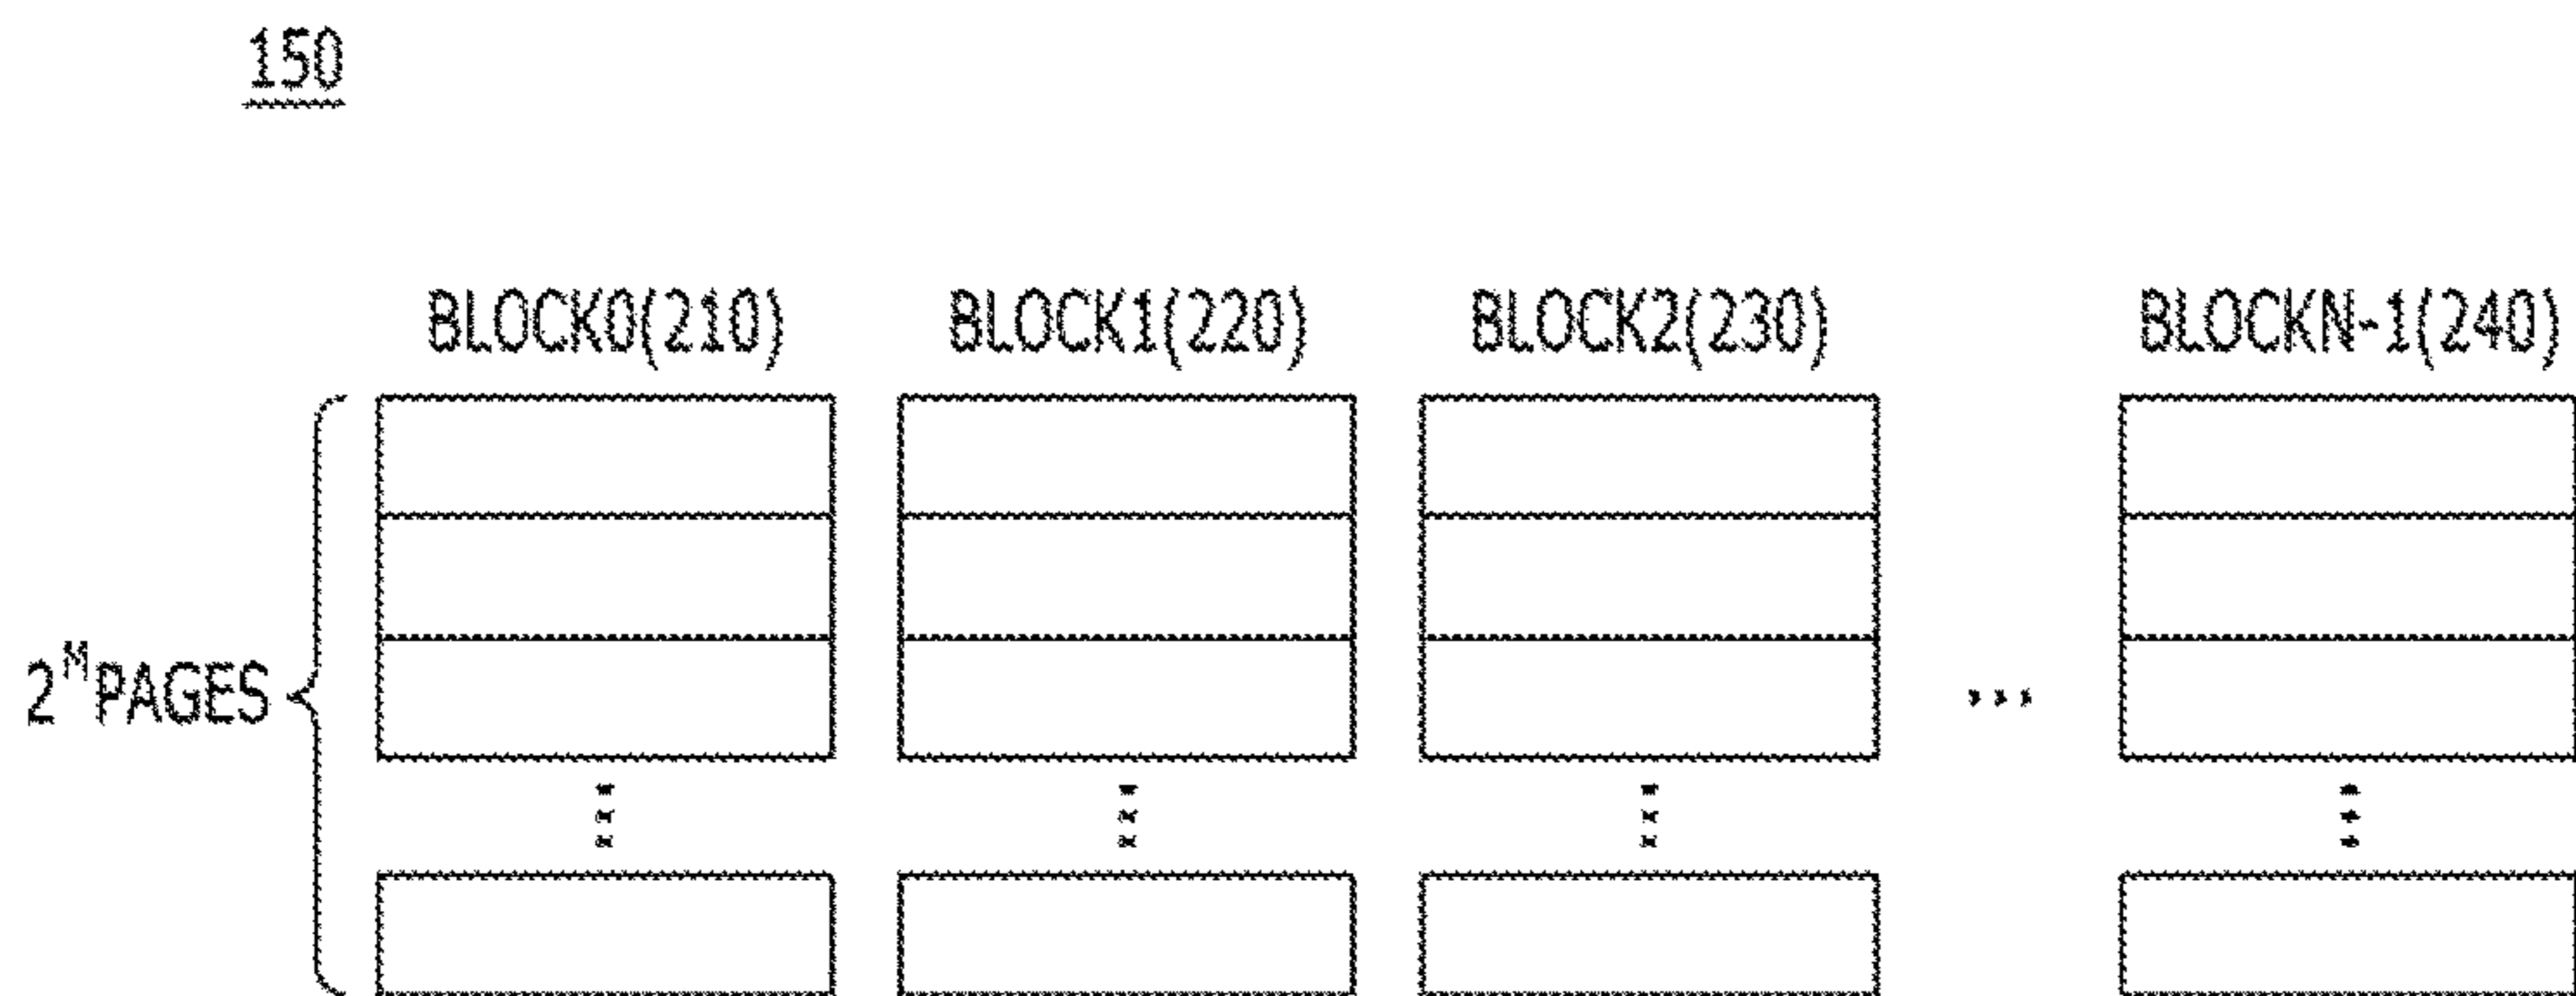 150
BLOCK0(210) BLOCK1(220) BLOCK2(230) BLOCKN-1(240)
2^M PAGES
...